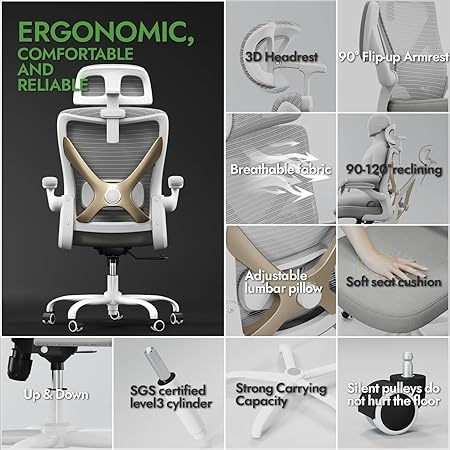 ERGONOMIC,
COMFORTABLE
AND
RELIABLE
3D Headrest
90° Flip-up Armrest
Breathable fabric
90-120°reclining
Adjustable
lumbar pillow
Soft seat cushion
Up & Down
SGS certified
level3 cylinder
Strong Carrying
Capacity
Silent pulleys do
not hurt the floor